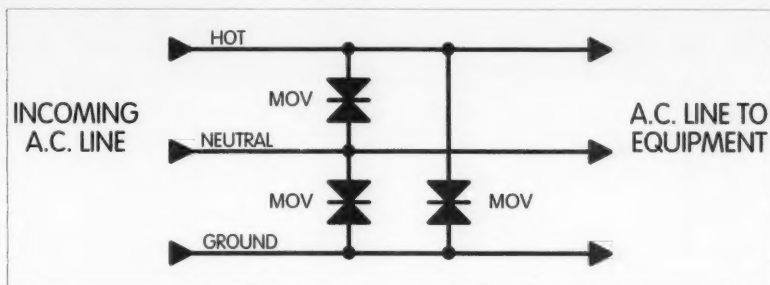 HOT
MOV
INCOMING
A.C. LINE
A.C. LINE TO
EQUIPMENT
NEUTRAL
MOV
MOV
GROUND